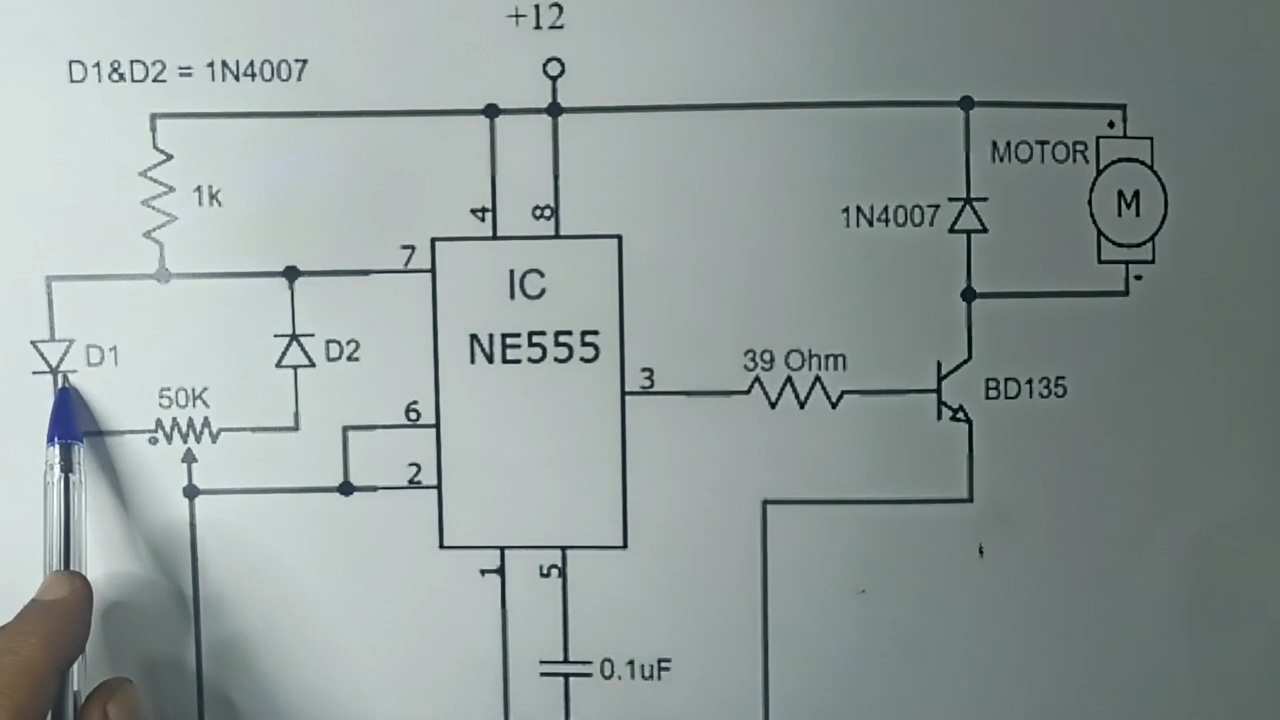 +12
D1&D2 = 1N4007
MOTOR
M
1k
4
8
1N4007
7
IC
NE555
D1
D2
50K
6
2
3
39 Ohm
BD135
1
5
0.1uF